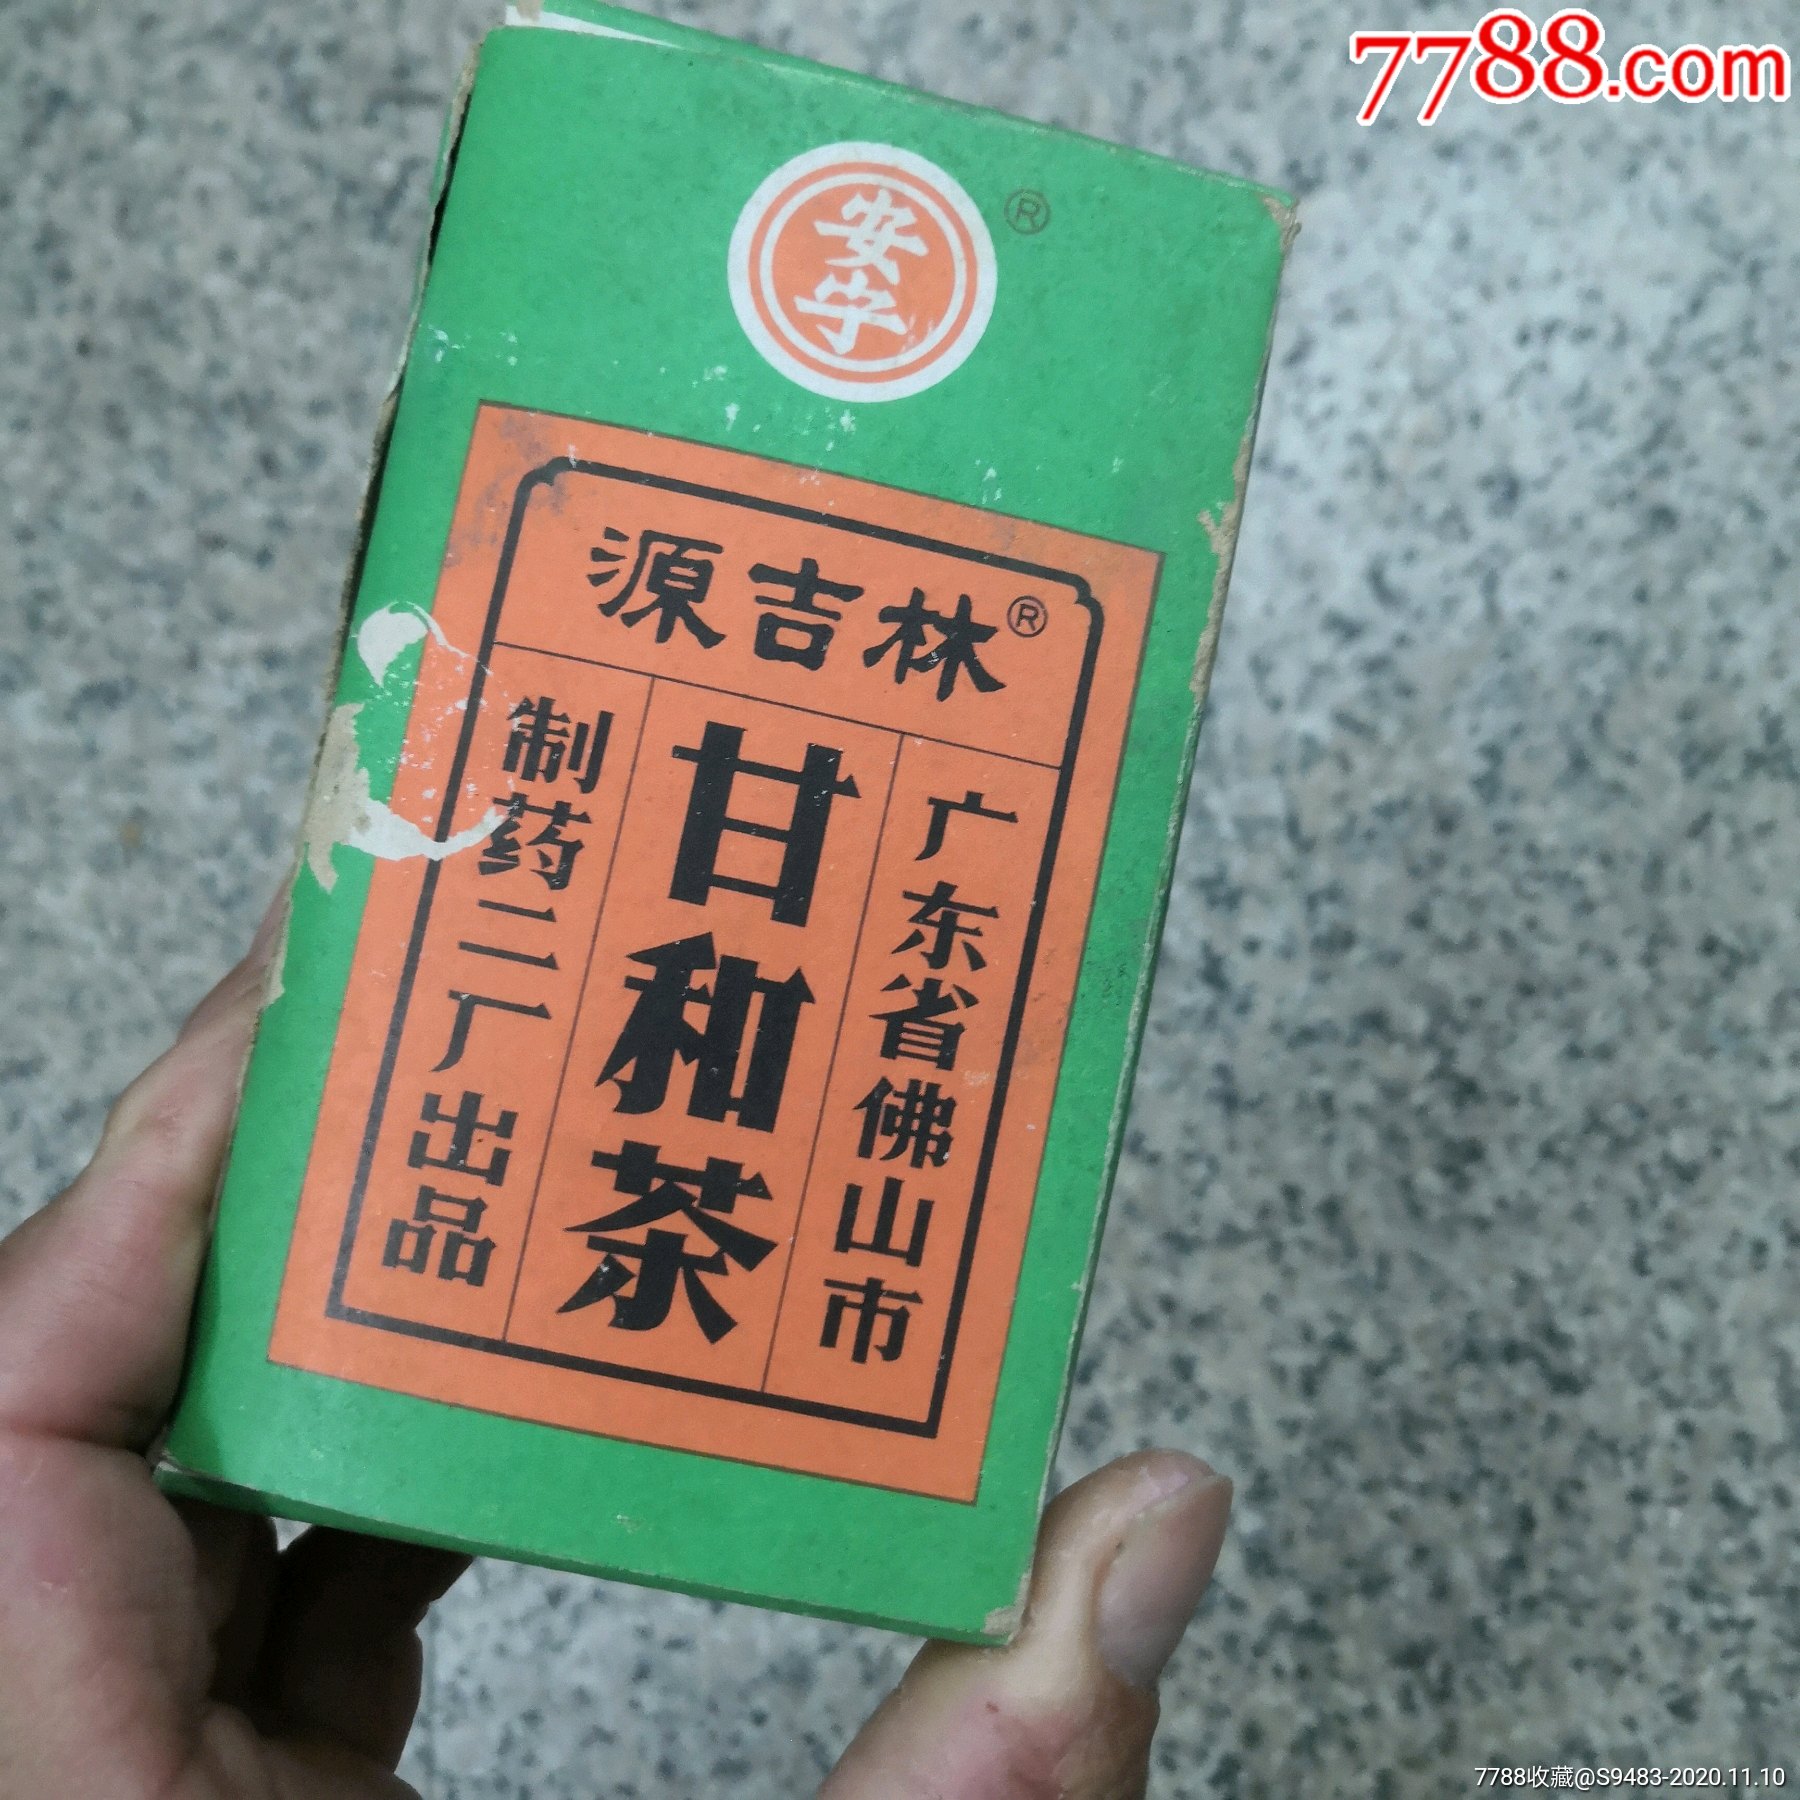 7788.com
安字
®
源吉林®
广东省佛山市
甘和茶
制药二厂出品
7788收藏@S9483-2020.11.10